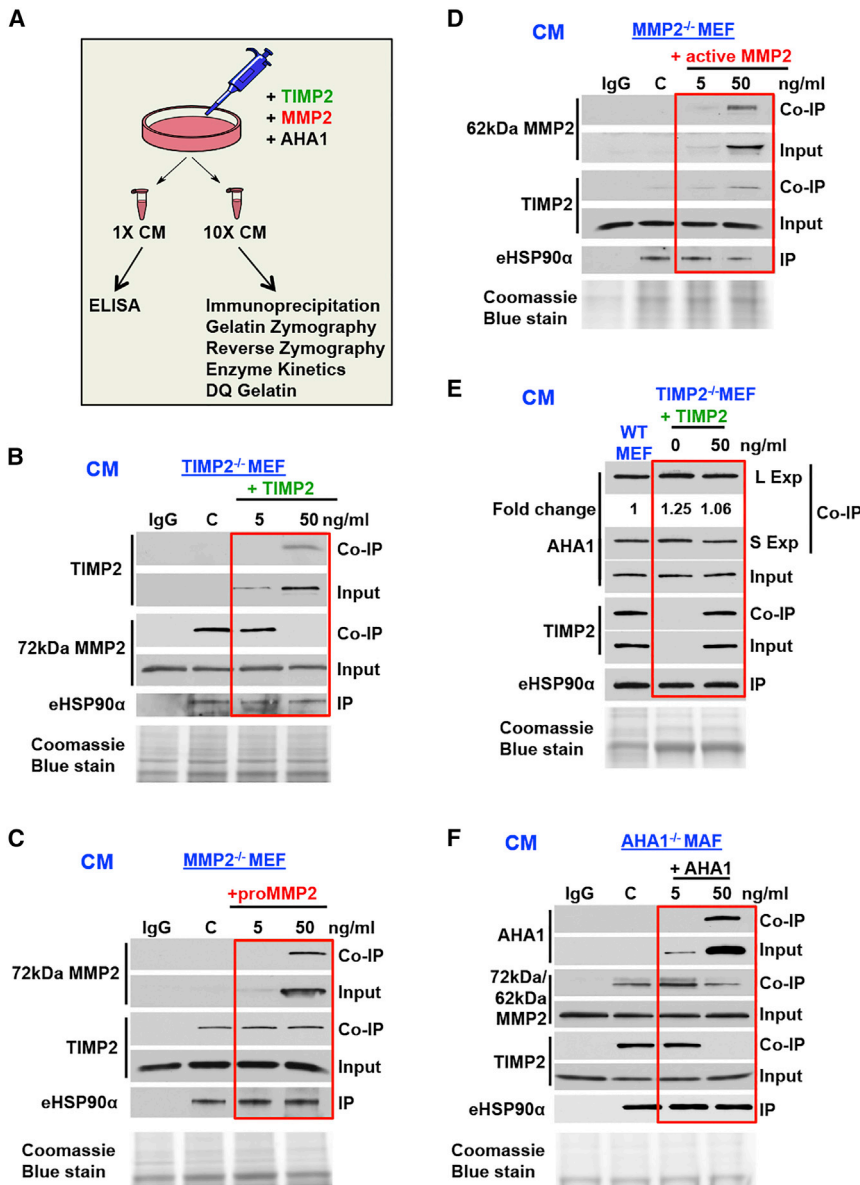 A
+ TIMP2
+ MMP2
+ AHA1
1X CM 10X CM
ELISA
Immunoprecipitation
Gelatin Zymography
Reverse Zymography
Enzyme Kinetics
DQ Gelatin
B
CM TIMP2-/- MEF
+ TIMP2
IgG C 5 50 ng/ml
TIMP2
Co-IP
Input
72kDa MMP2
Co-IP
Input
eHSP90α IP
Coomassie
Blue stain
C
CM MMP2-/- MEF
+proMMP2
IgG C 5 50 ng/ml
72kDa MMP2
Co-IP
Input
TIMP2
Co-IP
Input
eHSP90α IP
Coomassie
Blue stain
D
CM MMP2-/- MEF
+ active MMP2
IgG C 5 50 ng/ml
62kDa MMP2
Co-IP
Input
TIMP2
Co-IP
Input
eHSP90α IP
Coomassie
Blue stain
E
CM TIMP2-/-MEF
+ TIMP2
WT
MEF
0 50 ng/ml
L Exp
Fold change 1 1.25 1.06
Co-IP
AHA1
S Exp
Input
TIMP2
Co-IP
Input
eHSP90α IP
Coomassie
Blue stain
F
CM AHA1-/- MAF
+ AHA1
IgG C 5 50 ng/ml
AHA1
Co-IP
Input
72kDa/
62kDa
MMP2
Co-IP
Input
TIMP2
Co-IP
Input
eHSP90α IP
Coomassie
Blue stain